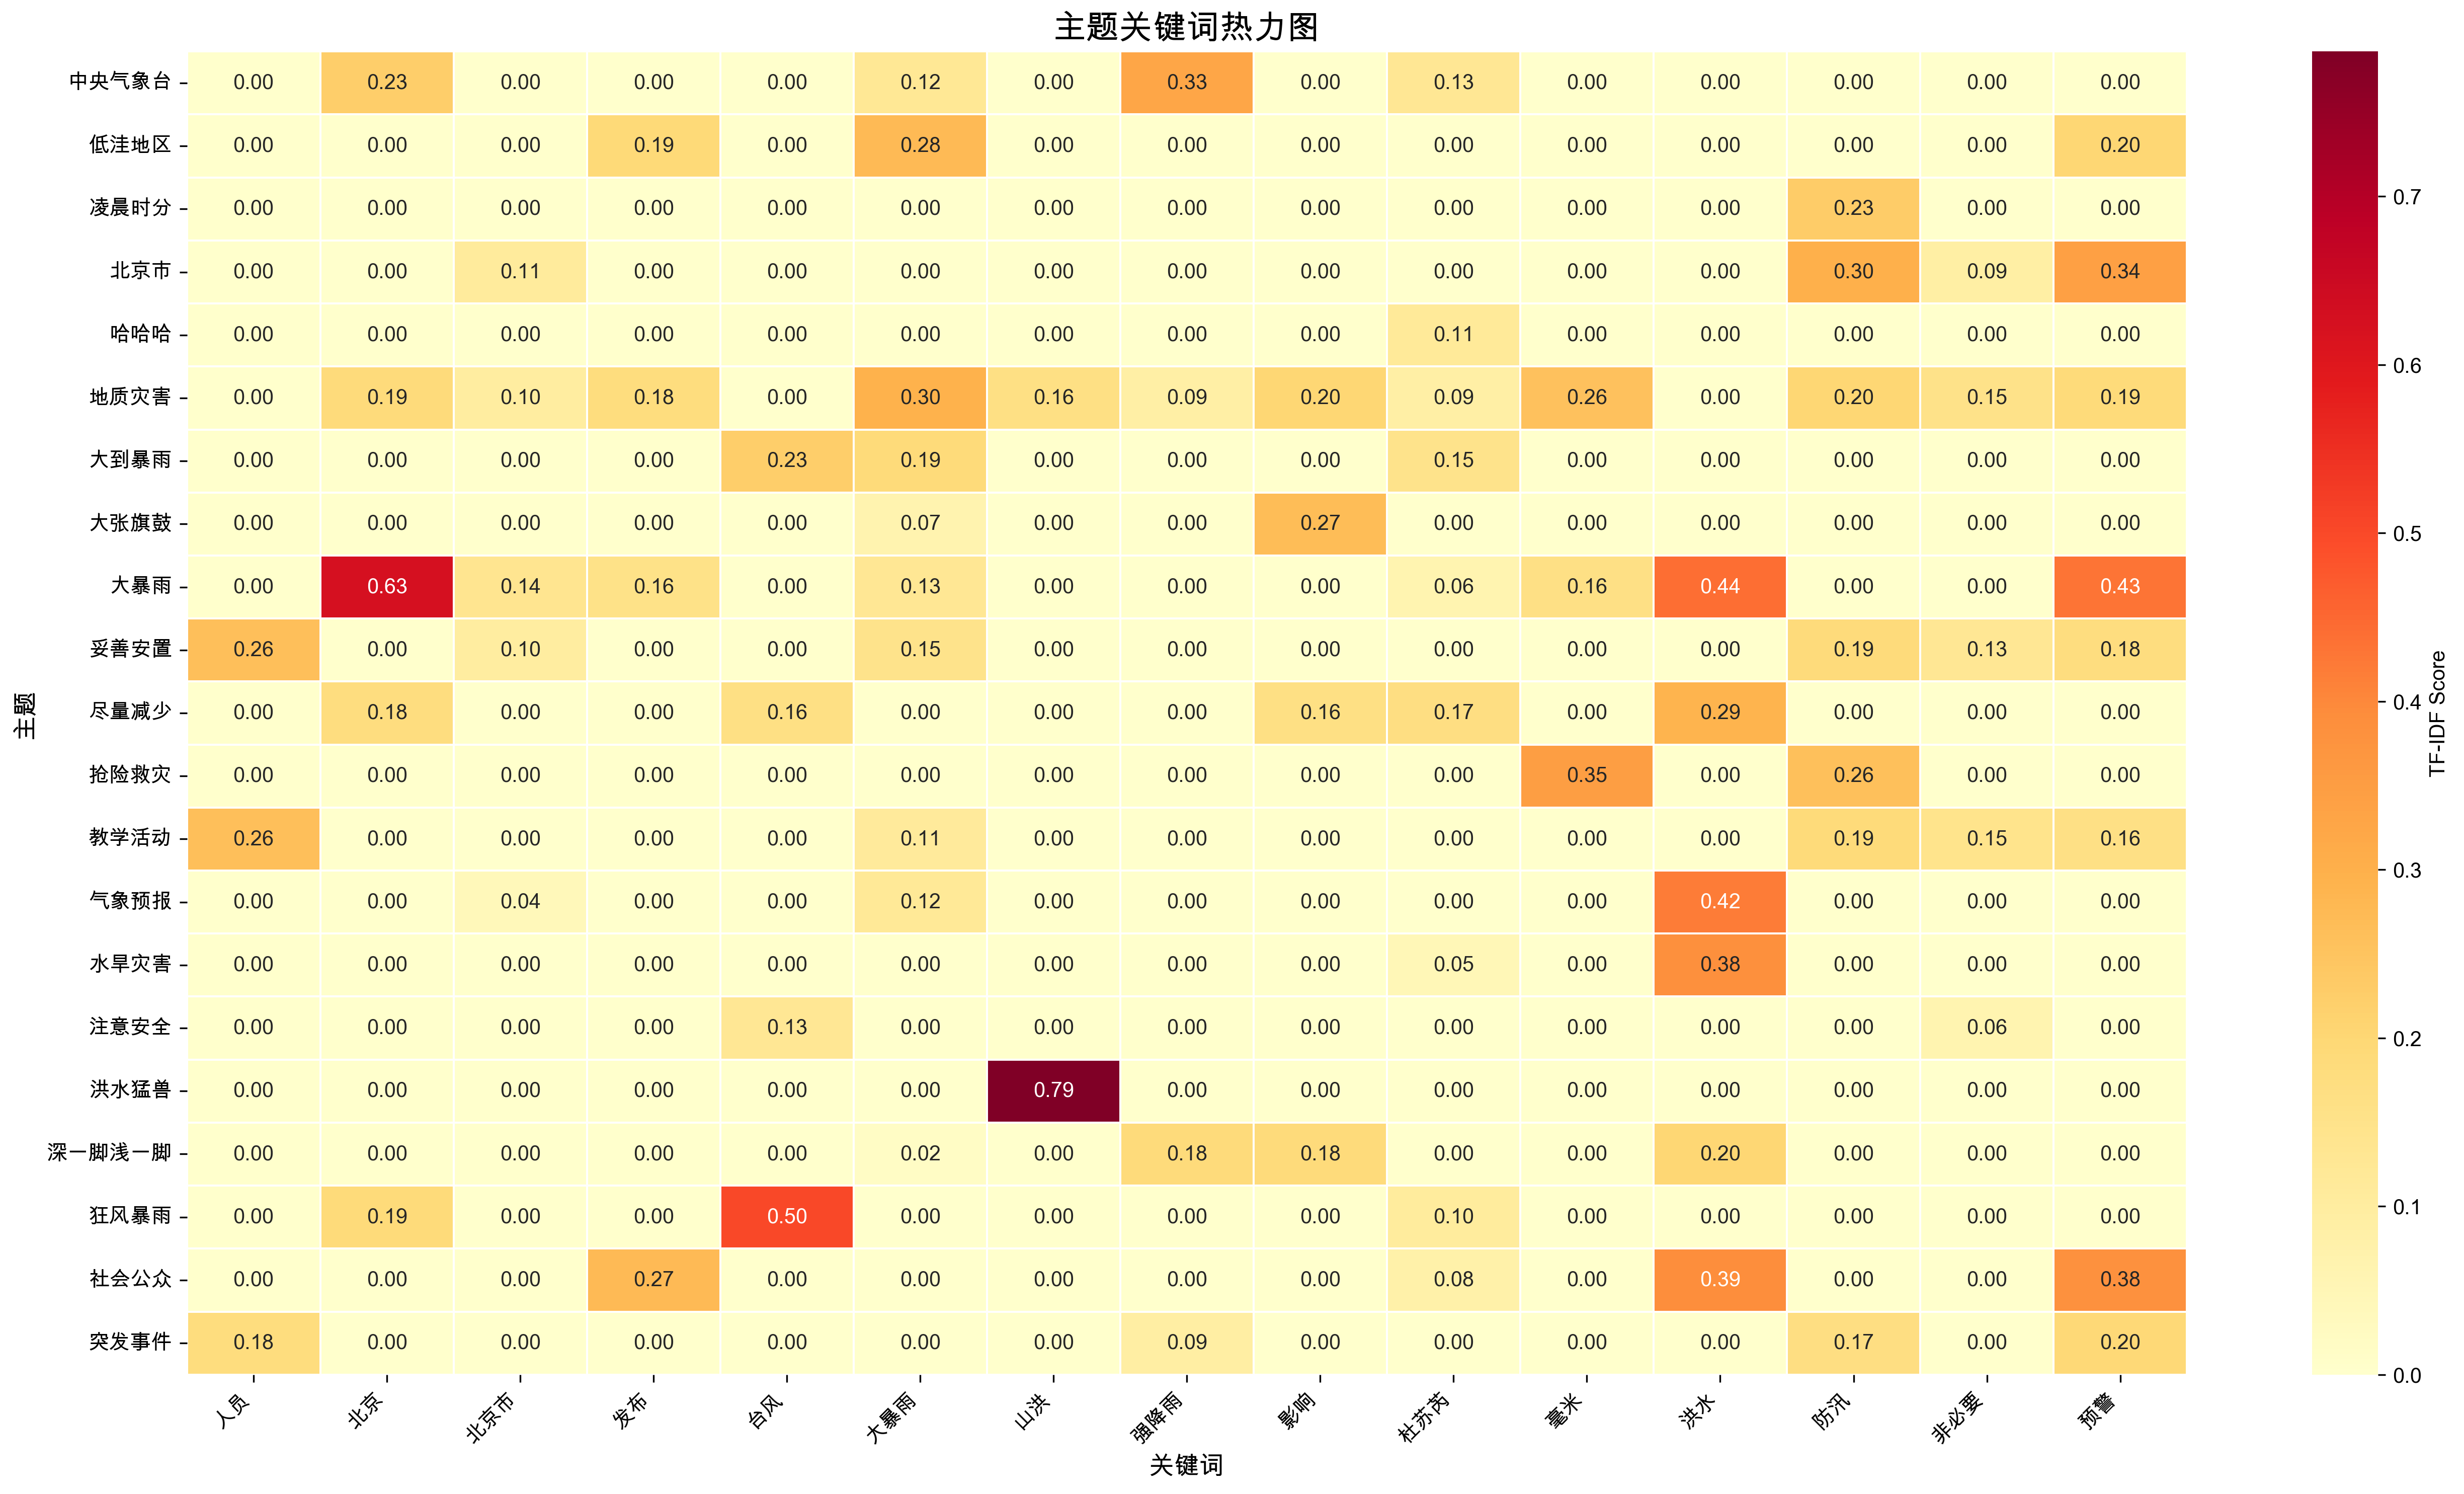 主题关键词热力图
主题
中央气象台 0.00 0.23 0.00 0.00 0.00 0.12 0.00 0.33 0.00 0.13 0.00 0.00 0.00 0.00 0.00
低洼地区 0.00 0.00 0.00 0.19 0.00 0.28 0.00 0.00 0.00 0.00 0.00 0.00 0.00 0.00 0.20
凌晨时分 0.00 0.00 0.00 0.00 0.00 0.00 0.00 0.00 0.00 0.00 0.00 0.00 0.23 0.00 0.00
北京市 0.00 0.00 0.11 0.00 0.00 0.00 0.00 0.00 0.00 0.00 0.00 0.00 0.30 0.09 0.34
哈哈哈 0.00 0.00 0.00 0.00 0.00 0.00 0.00 0.00 0.00 0.11 0.00 0.00 0.00 0.00 0.00
地质灾害 0.00 0.19 0.10 0.18 0.00 0.30 0.16 0.09 0.20 0.09 0.26 0.00 0.20 0.15 0.19
大到暴雨 0.00 0.00 0.00 0.00 0.23 0.19 0.00 0.00 0.00 0.15 0.00 0.00 0.00 0.00 0.00
大张旗鼓 0.00 0.00 0.00 0.00 0.00 0.07 0.00 0.00 0.27 0.00 0.00 0.00 0.00 0.00 0.00
大暴雨 0.00 0.63 0.14 0.16 0.00 0.13 0.00 0.00 0.00 0.06 0.16 0.44 0.00 0.00 0.43
妥善安置 0.26 0.00 0.10 0.00 0.00 0.15 0.00 0.00 0.00 0.00 0.00 0.00 0.19 0.13 0.18
尽量减少 0.00 0.18 0.00 0.00 0.16 0.00 0.00 0.00 0.16 0.17 0.00 0.29 0.00 0.00 0.00
抢险救灾 0.00 0.00 0.00 0.00 0.00 0.00 0.00 0.00 0.00 0.00 0.35 0.00 0.26 0.00 0.00
教学活动 0.26 0.00 0.00 0.00 0.00 0.11 0.00 0.00 0.00 0.00 0.00 0.00 0.19 0.15 0.16
气象预报 0.00 0.00 0.04 0.00 0.00 0.12 0.00 0.00 0.00 0.00 0.00 0.42 0.00 0.00 0.00
水旱灾害 0.00 0.00 0.00 0.00 0.00 0.00 0.00 0.00 0.00 0.05 0.00 0.38 0.00 0.00 0.00
注意安全 0.00 0.00 0.00 0.00 0.13 0.00 0.00 0.00 0.00 0.00 0.00 0.00 0.00 0.06 0.00
洪水猛兽 0.00 0.00 0.00 0.00 0.00 0.00 0.79 0.00 0.00 0.00 0.00 0.00 0.00 0.00 0.00
深一脚浅一脚 0.00 0.00 0.00 0.00 0.00 0.02 0.00 0.18 0.18 0.00 0.00 0.20 0.00 0.00 0.00
狂风暴雨 0.00 0.19 0.00 0.00 0.50 0.00 0.00 0.00 0.00 0.10 0.00 0.00 0.00 0.00 0.00
社会公众 0.00 0.00 0.00 0.27 0.00 0.00 0.00 0.00 0.00 0.08 0.00 0.39 0.00 0.00 0.38
突发事件 0.18 0.00 0.00 0.00 0.00 0.00 0.00 0.09 0.00 0.00 0.00 0.00 0.17 0.00 0.20
人员 北京 北京市 发布 台风 大暴雨 山洪 强降雨 影响 杜苏芮 毫米 洪水 防汛 非必要 预警
关键词
0.7
0.6
0.5
0.4
0.3
0.2
0.1
0.0
TF-IDF Score